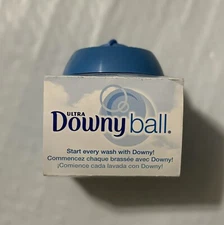 ULTRA
Downy ball.
Start every wash with Downy!
Commencez chaque brassée avec Downy!
¡Comience cada lavada con Downy!